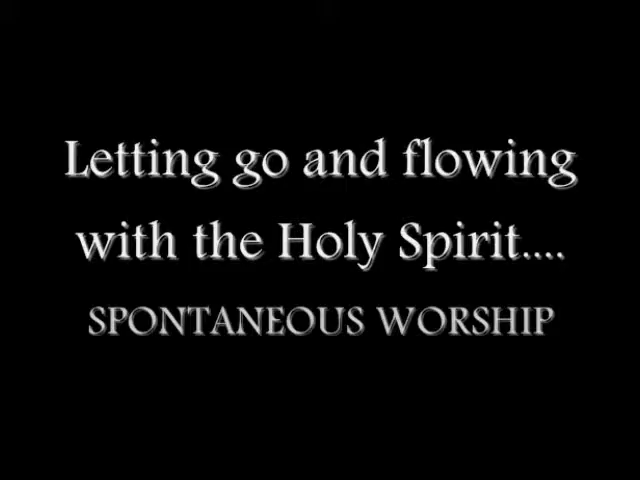 Letting go and flowing
with the Holy Spirit....
SPONTANEOUS WORSHIP